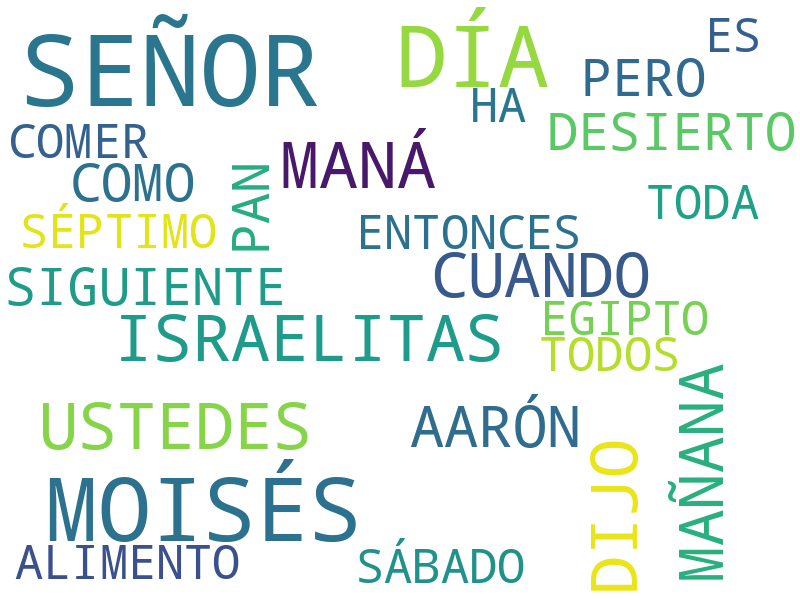 SEÑOR
DÍA
ES
PERO
HA
DESIERTO
COMER
MANÁ
COMO
PAN
TODA
SÉPTIMO
ENTONCES
CUANDO
SIGUIENTE
EGIPTO
ISRAELITAS
TODOS
MAÑANA
USTEDES
AARÓN
DIJO
MOISÉS
ALIMENTO
SÁBADO